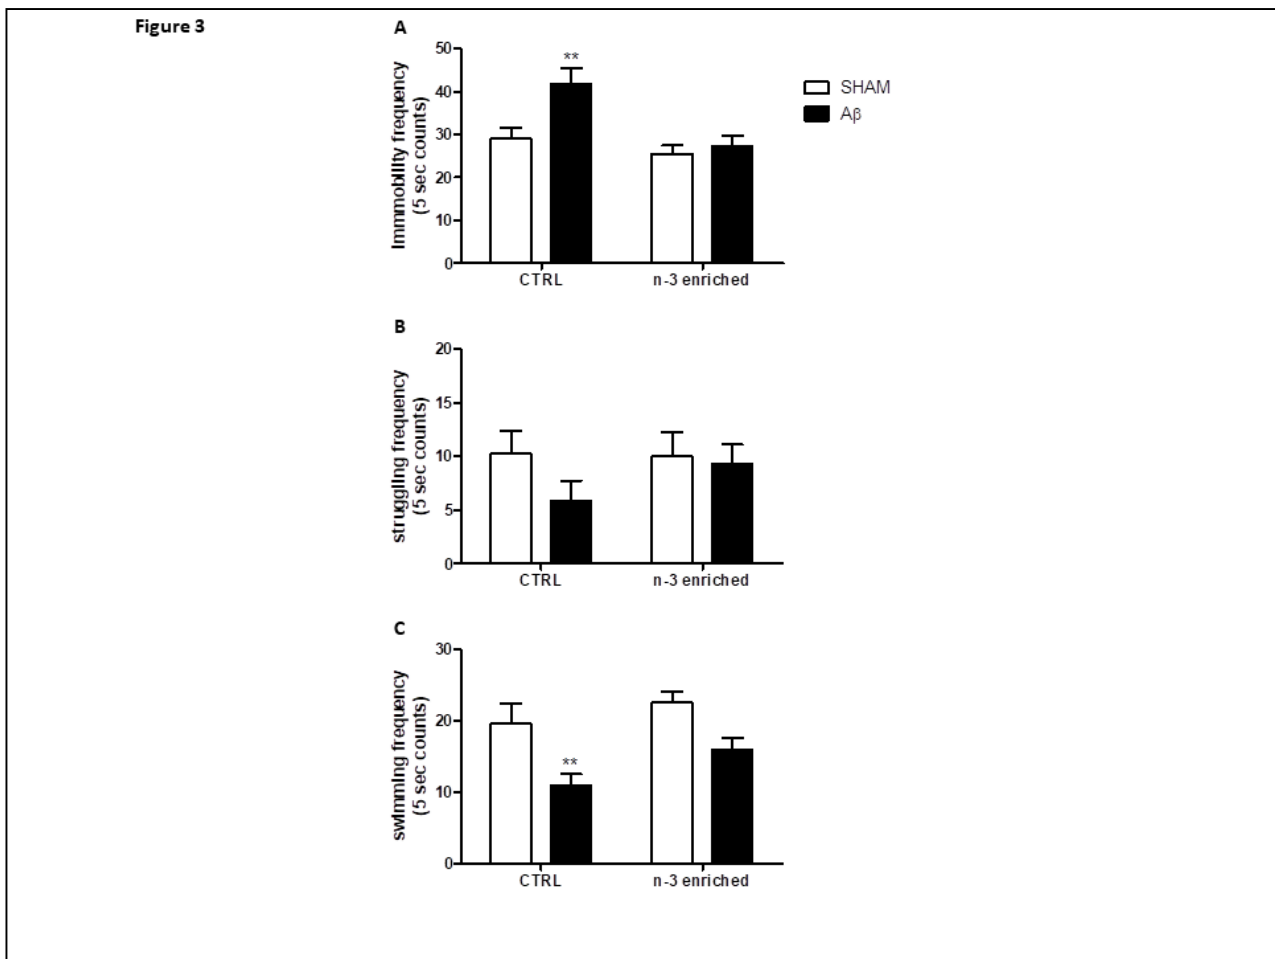 Figure 3
A
Immobility frequency
(5 sec counts)
50
40
30
20
10
0
**
CTRL
n-3 enriched
SHAM
Aβ
B
struggling frequency
(5 sec counts)
20
15
10
5
0
CTRL
n-3 enriched
C
swimming frequency
(5 sec counts)
30
20
10
0
**
CTRL
n-3 enriched